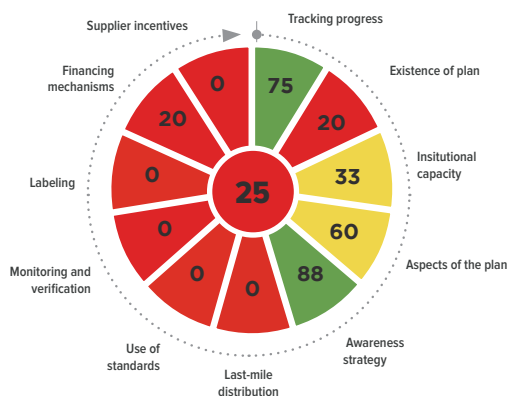 Supplier incentives
Tracking progress
Financing
mechanisms
Existence of plan
0
75
20
20
Labeling
0
25
33
Insitutional
capacity
0
60
Monitoring and
verification
0
0
88
Aspects of the plan
Use of
standards
Last-mile
distribution
Awareness
strategy